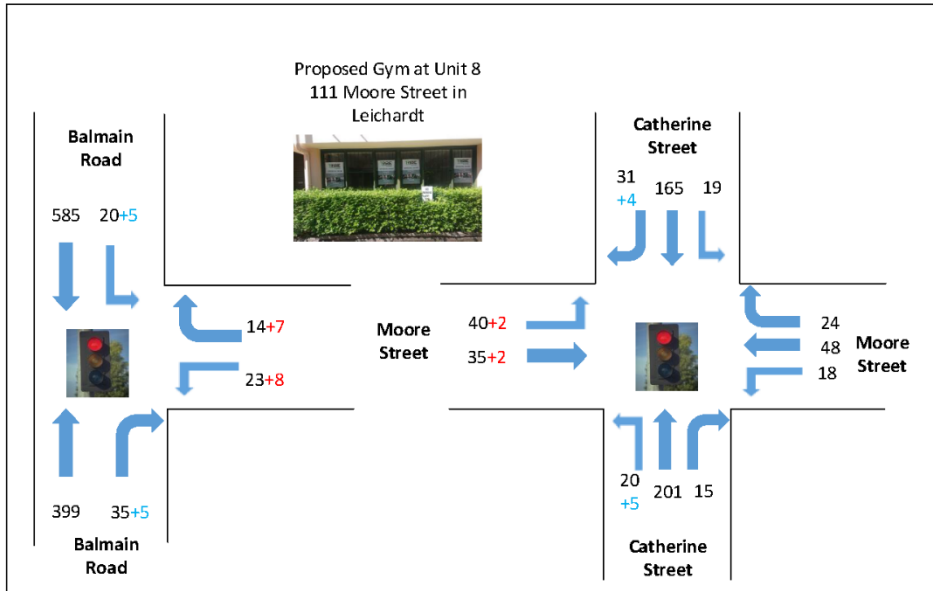 Proposed Gym at Unit 8
111 Moore Street in
Leichardt
Balmain
Road
Catherine
Street
585 20+5
31 165 19
+4
14+7
23+8
Moore
Street
40+2
35+2
24
48
18
Moore
Street
399 35+5
20 201 15
+5
Balmain
Road
Catherine
Street